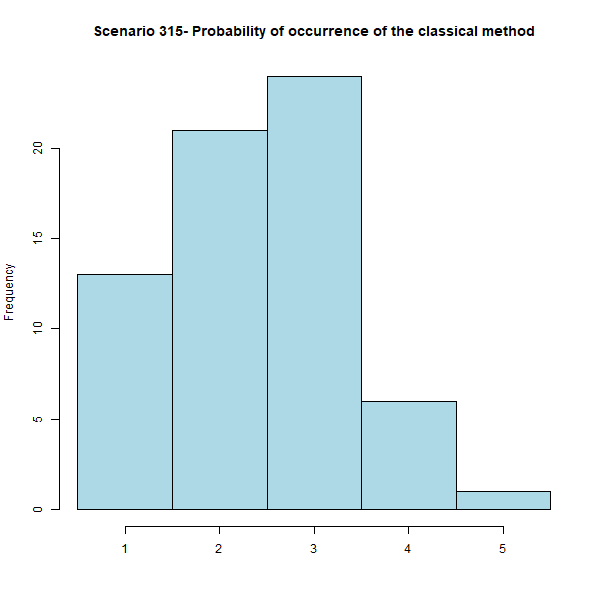 Scenario 315- Probability of occurrence of the classical method
Frequency
20
15
10
5
0
1 2 3 4 5